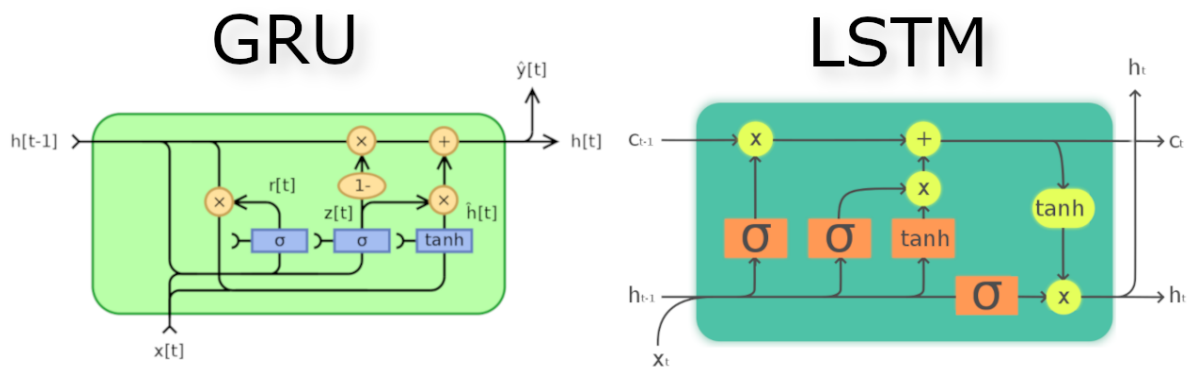 GRU
ŷ[t]
h[t-1]
h[t]
×
+
1-
×
r[t]
×
z[t]
ĥ[t]
σ
σ
tanh
x[t]
LSTM
hₜ
Cₜ₋₁
x
+
Cₜ
x
tanh
σ
σ
tanh
hₜ₋₁
σ
x
hₜ
xₜ